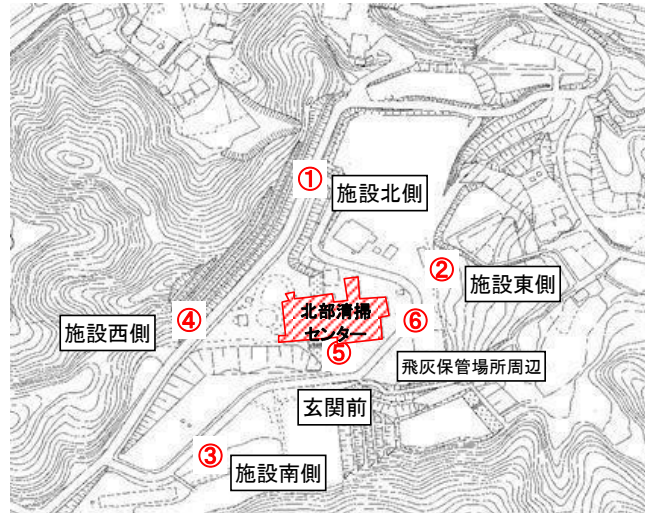 ①
施設北側
②
施設東側
④
施設西側
北部清掃
センター
⑥
⑤
飛灰保管場所周辺
玄関前
③
施設南側